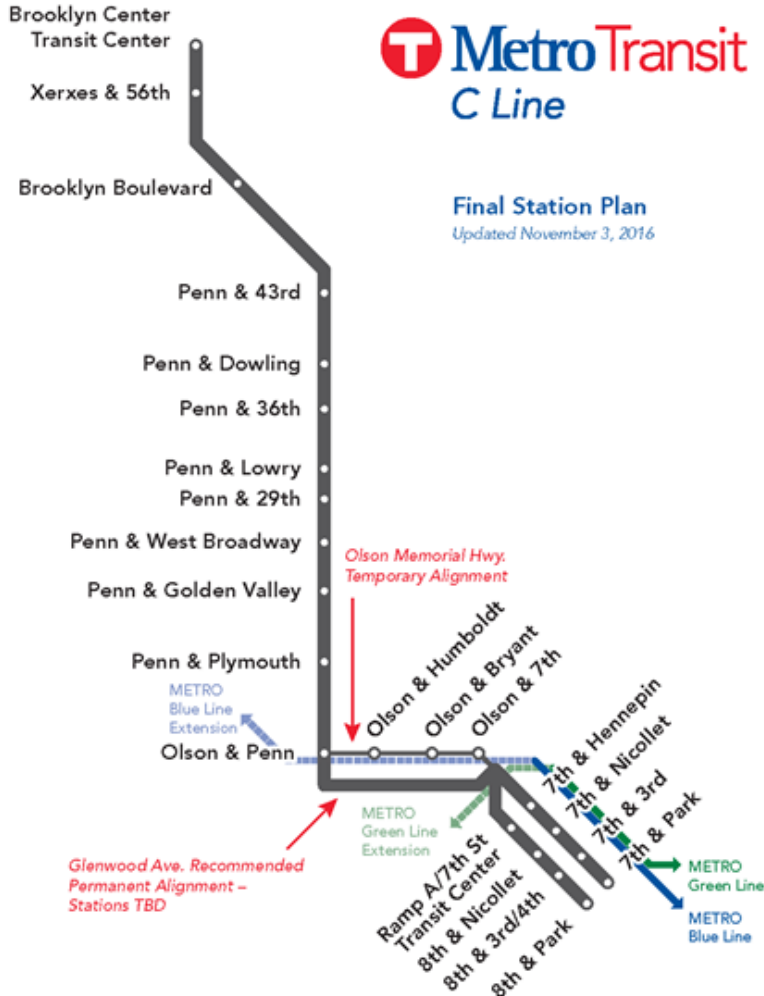 Brooklyn Center
Transit Center
T MetroTransit
C Line
Xerxes & 56th
Brooklyn Boulevard
Final Station Plan
Updated November 3, 2016
Penn & 43rd
Penn & Dowling
Penn & 36th
Penn & Lowry
Penn & 29th
Penn & West Broadway
Olson Memorial Hwy.
Temporary Alignment
Penn & Golden Valley
Penn & Plymouth
METRO
Blue Line
Extension
Olson & Penn
Olson & Humboldt
Olson & Bryant
Olson & 7th
7th & Hennepin
7th & Nicollet
7th & 3rd
7th & Park
METRO
Green Line
Extension
Glenwood Ave. Recommended
Permanent Alignment –
Stations TBD
Ramp A/7th St
Transit Center
8th & Nicollet
8th & 3rd/4th
8th & Park
METRO
Green Line
METRO
Blue Line